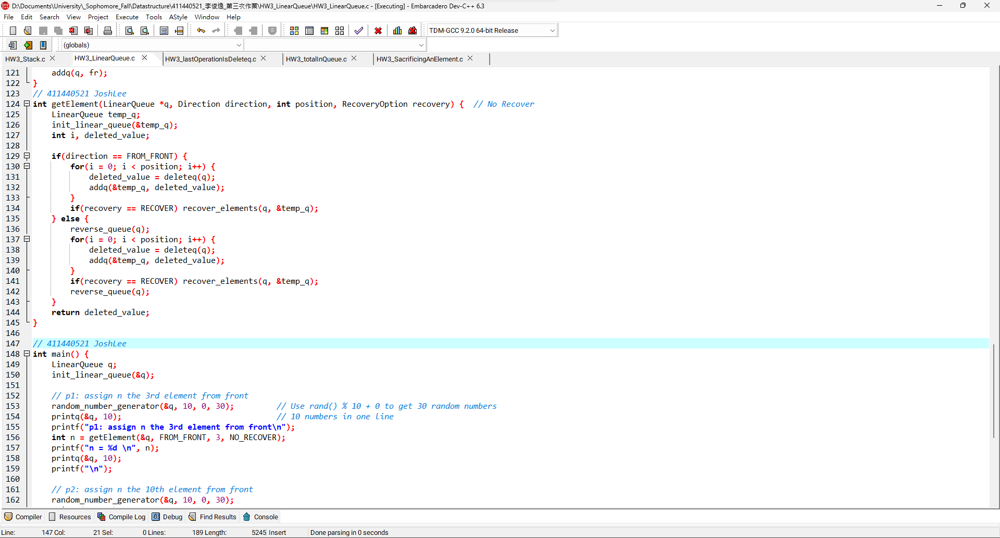 D:\Documents\University\_Sophomore_Fall\Datastructure\411440521_李俊逸_第三次作業\HW3_LinearQueue\HW3_LinearQueue.c - [Executing] - Embarcadero Dev-C++ 6.3
File Edit Search View Project Execute Tools AStyle Window Help
TDM-GCC 9.2.0 64-bit Release
(globals)
HW3_Stack.c HW3_LinearQueue.c HW3_lastOperationIsDeleteq.c HW3_totalInQueue.c HW3_SacrificingAnElement.c
121 addq(q, fr);
122 }
123 // 411440521 JoshLee
124 int getElement(LinearQueue *q, Direction direction, int position, RecoveryOption recovery) { // No Recover
125 LinearQueue temp_q;
126 init_linear_queue(&temp_q);
127 int i, deleted_value;
128
129 if(direction == FROM_FRONT) {
130 for(i = 0; i < position; i++) {
131 deleted_value = deleteq(q);
132 addq(&temp_q, deleted_value);
133 }
134 if(recovery == RECOVER) recover_elements(q, &temp_q);
135 } else {
136 reverse_queue(q);
137 for(i = 0; i < position; i++) {
138 deleted_value = deleteq(q);
139 addq(&temp_q, deleted_value);
140 }
141 if(recovery == RECOVER) recover_elements(q, &temp_q);
142 reverse_queue(q);
143 }
144 return deleted_value;
145 }
146
147 // 411440521 JoshLee
148 int main() {
149 LinearQueue q;
150 init_linear_queue(&q);
151
152 // p1: assign n the 3rd element from front
153 random_number_generator(&q, 10, 0, 30); // Use rand() % 10 + 0 to get 30 random numbers
154 printq(&q, 10); // 10 numbers in one line
155 printf("p1: assign n the 3rd element from front\n");
156 int n = getElement(&q, FROM_FRONT, 3, NO_RECOVER);
157 printf("n = %d \n", n);
158 printq(&q, 10);
159 printf("\n");
160
161 // p2: assign n the 10th element from front
162 random_number_generator(&q, 10, 0, 30);
Compiler Resources Compile Log Debug Find Results Console
Line: 147 Col: 21 Sel: 0 Lines: 189 Length: 5245 Insert Done parsing in 0 seconds